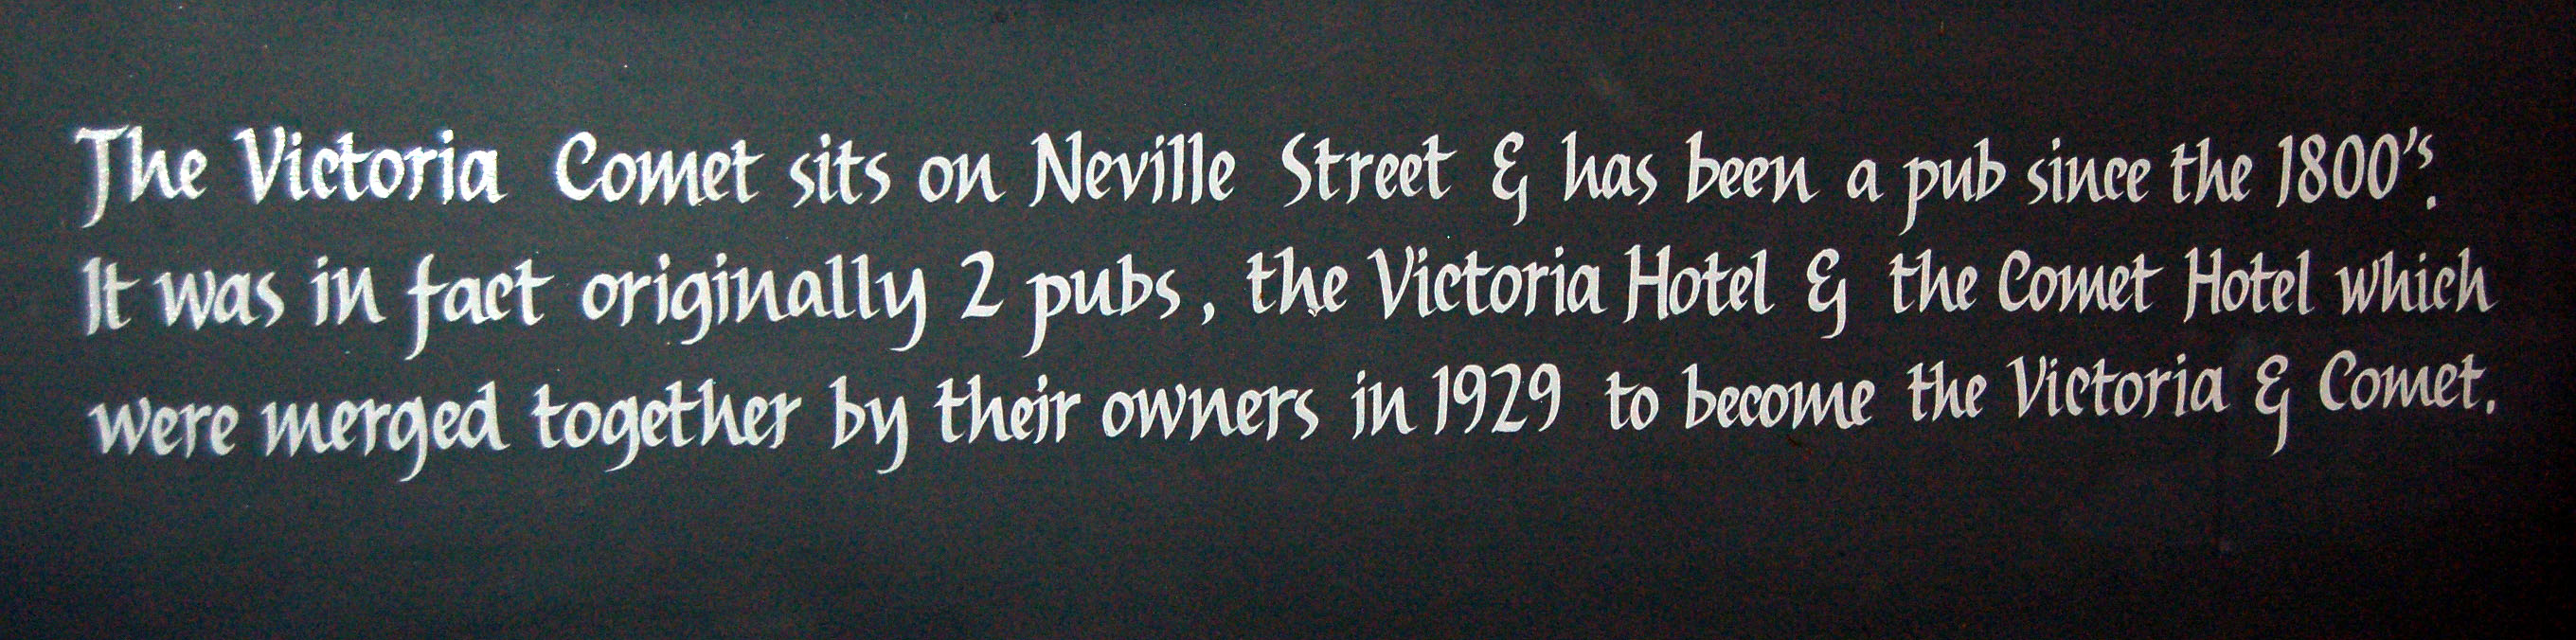 The Victoria Comet sits on Neville Street & has been a pub since the 1800's.
It was in fact originally 2 pubs, the Victoria Hotel & the Comet Hotel which
were merged together by their owners in 1929 to become the Victoria & Comet.